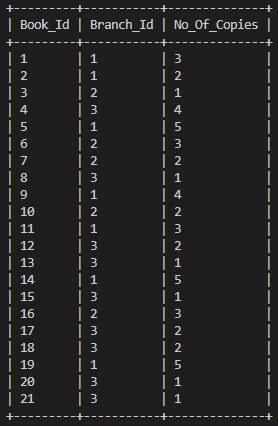 +---------+-----------+--------------+
| Book_Id | Branch_Id | No_Of_Copies |
+---------+-----------+--------------+
| 1       | 1         | 3            |
| 2       | 1         | 2            |
| 3       | 2         | 1            |
| 4       | 3         | 4            |
| 5       | 1         | 5            |
| 6       | 2         | 3            |
| 7       | 2         | 2            |
| 8       | 3         | 1            |
| 9       | 1         | 4            |
| 10      | 2         | 2            |
| 11      | 1         | 3            |
| 12      | 3         | 2            |
| 13      | 3         | 1            |
| 14      | 1         | 5            |
| 15      | 3         | 1            |
| 16      | 2         | 3            |
| 17      | 3         | 2            |
| 18      | 3         | 2            |
| 19      | 1         | 5            |
| 20      | 3         | 1            |
| 21      | 3         | 1            |
+---------+-----------+--------------+